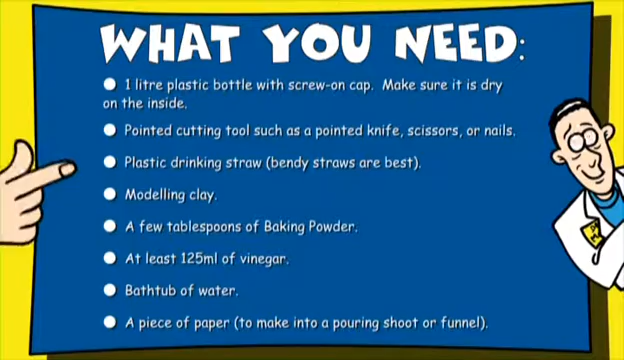 WHAT YOU NEED:
1 litre plastic bottle with screw-on cap. Make sure it is dry
on the inside.
Pointed cutting tool such as a pointed knife, scissors, or nails.
Plastic drinking straw (bendy straws are best).
Modelling clay.
A few tablespoons of Baking Powder.
At least 125ml of vinegar.
Bathtub of water.
A piece of paper (to make into a pouring shoot or funnel).